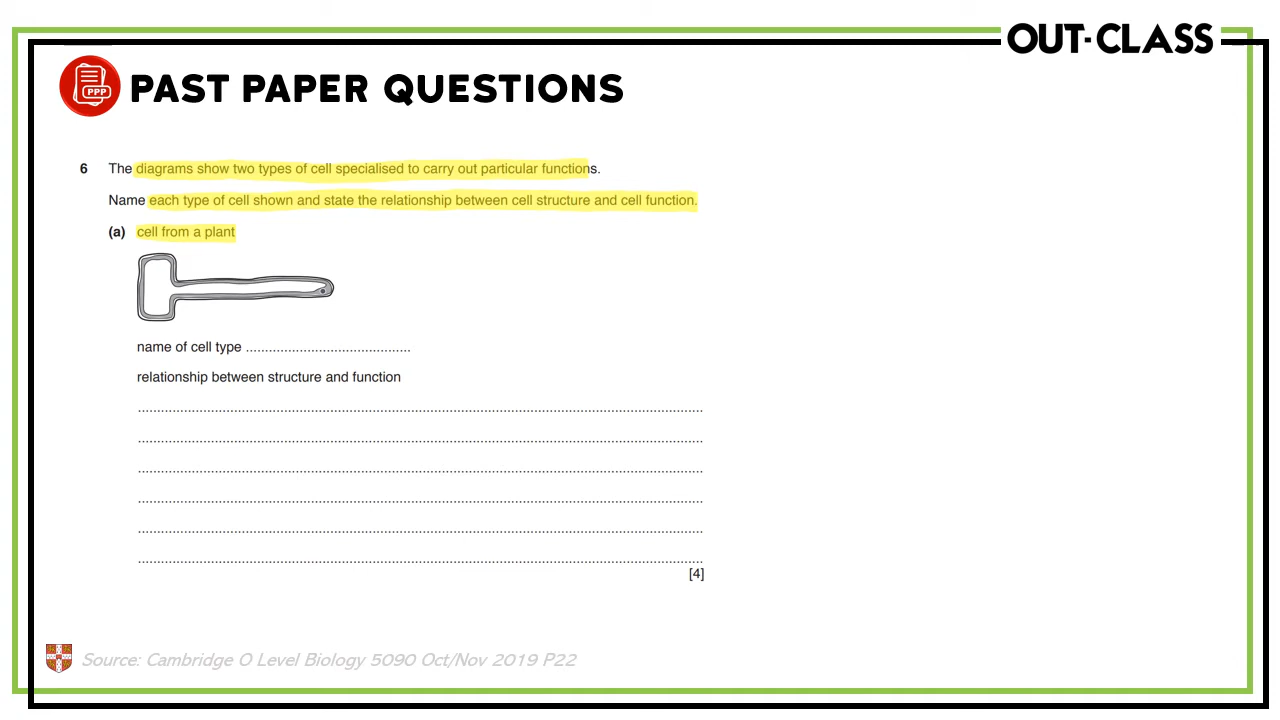 OUT-CLASS
PPP
PAST PAPER QUESTIONS
6 The diagrams show two types of cell specialised to carry out particular functions.
Name each type of cell shown and state the relationship between cell structure and cell function.
(a) cell from a plant
name of cell type ...........................................
relationship between structure and function
....................................................................................................................................................
....................................................................................................................................................
....................................................................................................................................................
....................................................................................................................................................
....................................................................................................................................................
....................................................................................................................................................
[4]
Source: Cambridge O Level Biology 5090 Oct/Nov 2019 P22